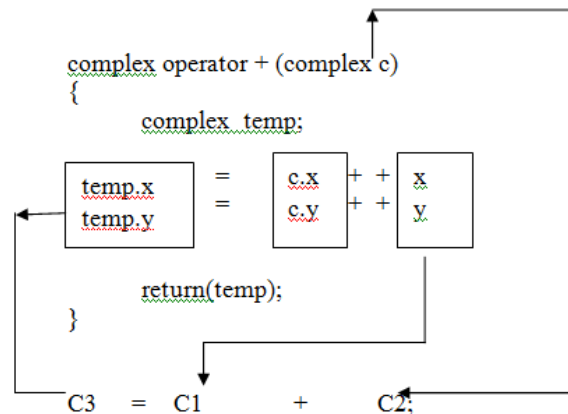 complex operator + (complex c)
{
complex temp;
temp.x = c.x + + x
temp.y = c.y + + y
return(temp);
}
C3 = C1 + C2;